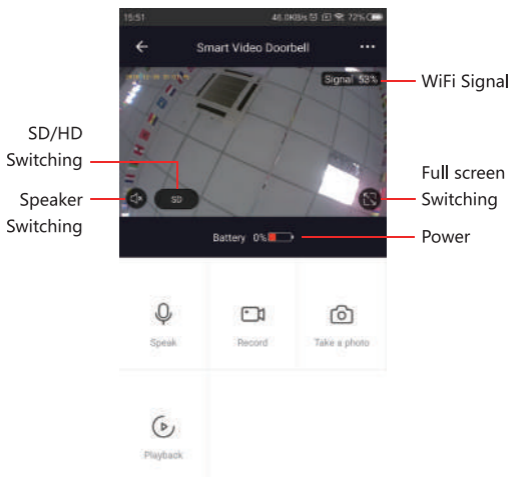 15:51
46.0KB/s 72%
Smart Video Doorbell
Signal 53%
WiFi Signal
SD/HD
Switching
SD
Speaker
Switching
Full screen
Switching
Battery 0%
Power
Speak
Record
Take a photo
Playback